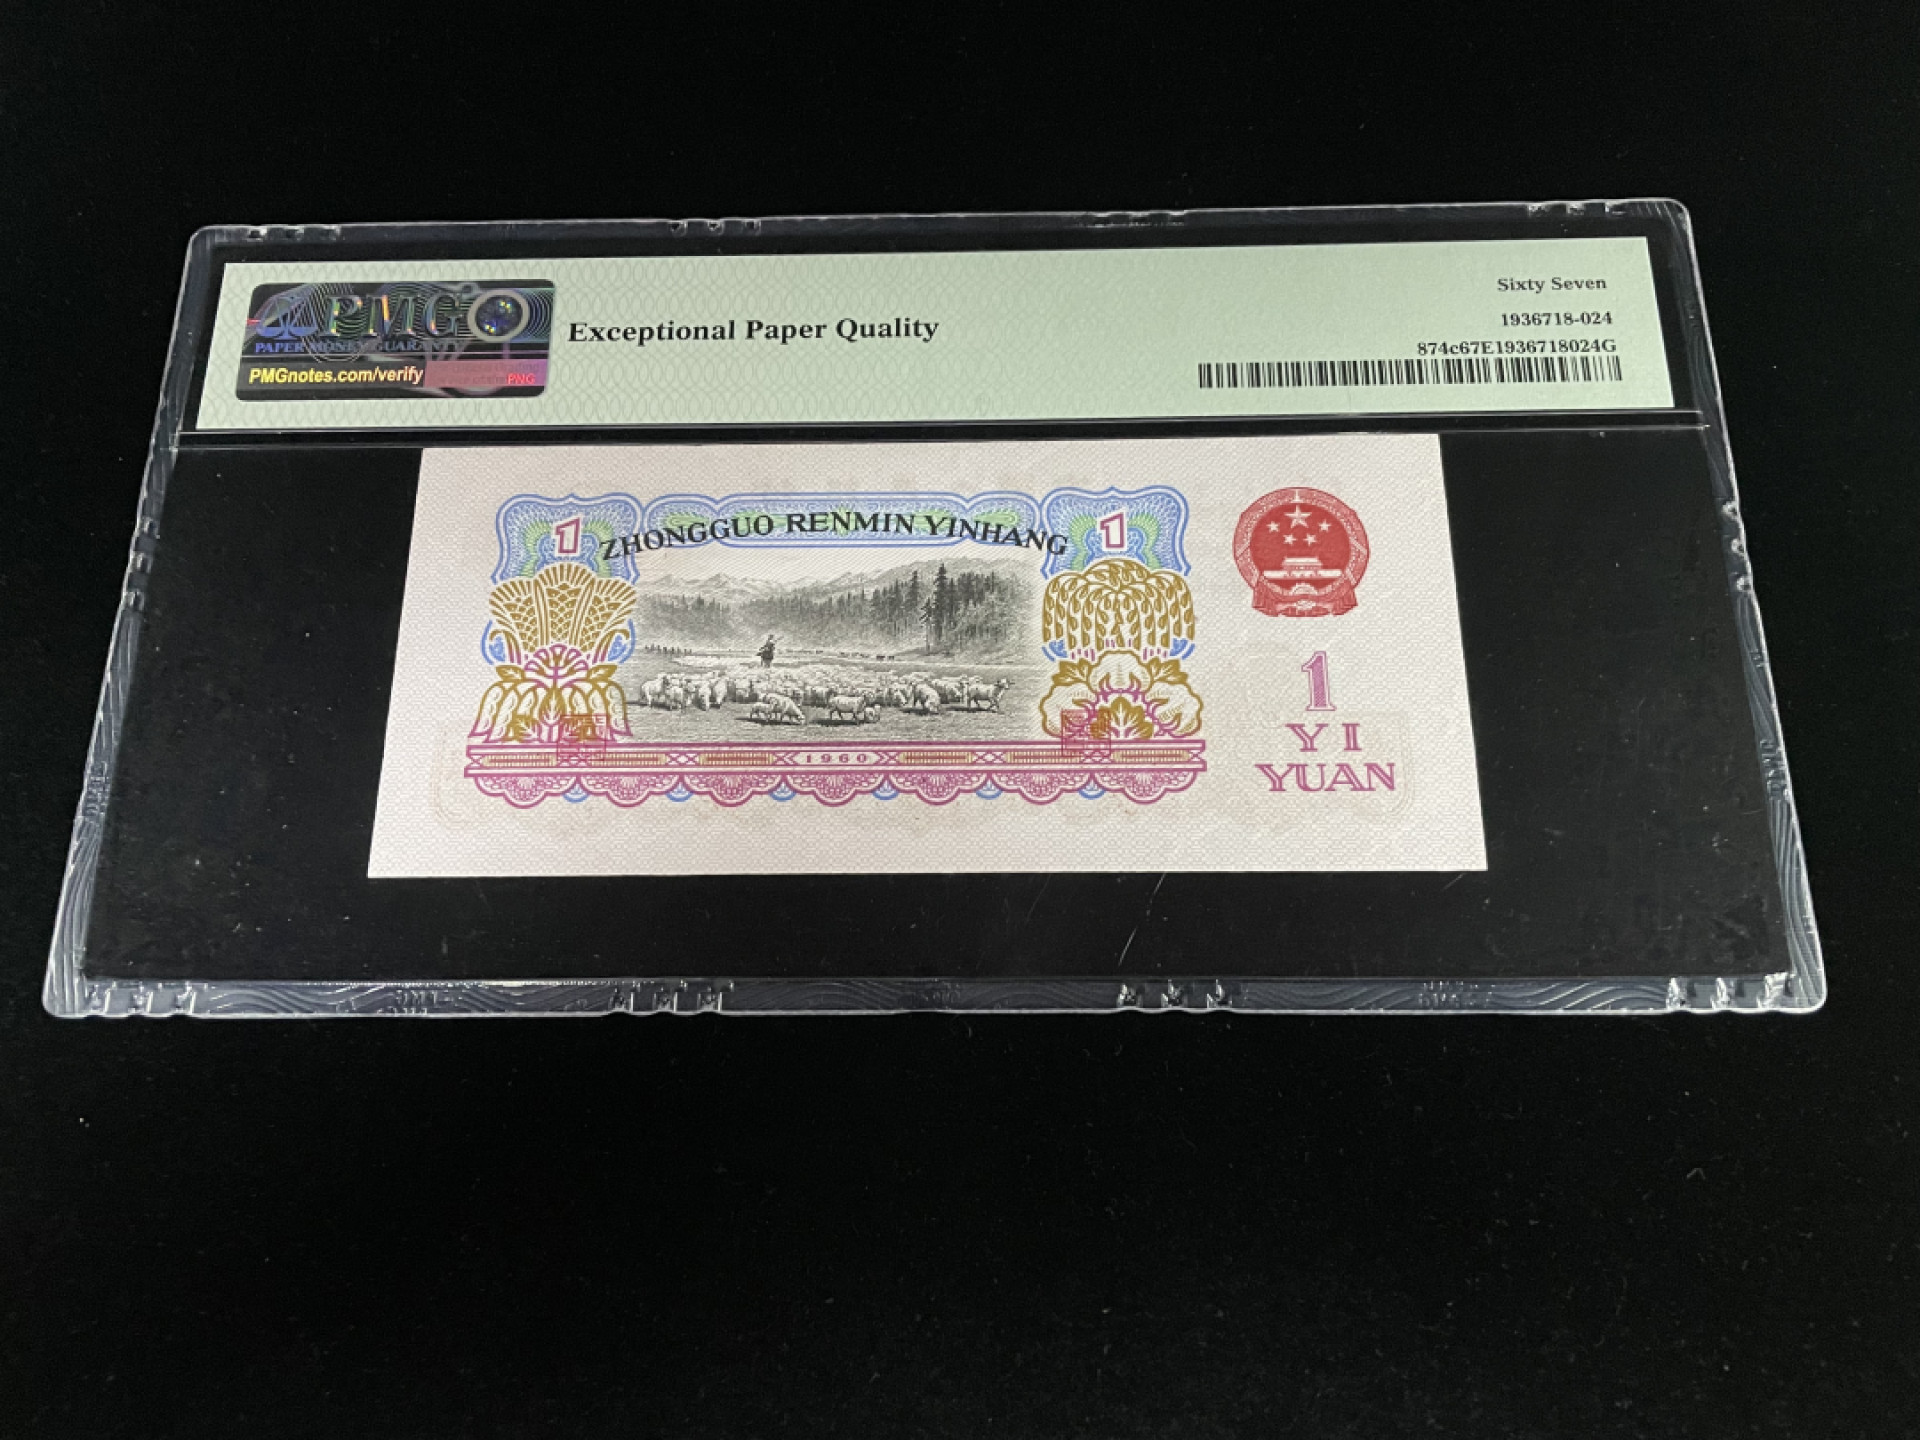 PMG
PAPER MONEY GUARANTY
PMGnotes.com/verify
PNG
Exceptional Paper Quality
Sixty Seven
1936718-024
874c67E1936718024G
1 ZHONGGUO RENMIN YINHANG 1
1
YI
YUAN
1960